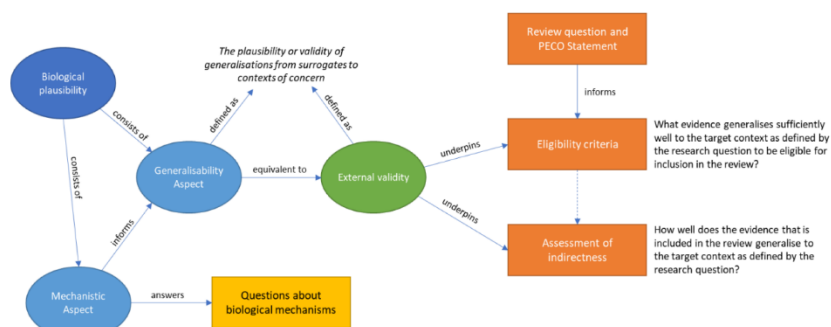 Review question and
PECO Statement
The plausibility or validity of
generalisations from surrogates to
contexts of concern
Biological
plausibility
informs
defined as
defined as
consists of
What evidence generalises sufficiently
well to the target context as defined by
the research question to be eligible for
inclusion in the review?
underpins
Eligibility criteria
Generalisability
Aspect
equivalent to
External validity
consists of
underpins
informs
How well does the evidence that is
included in the review generalise to
the target context as defined by the
research question?
Assessment of
indirectness
Mechanistic
Aspect
answers
Questions about
biological mechanisms